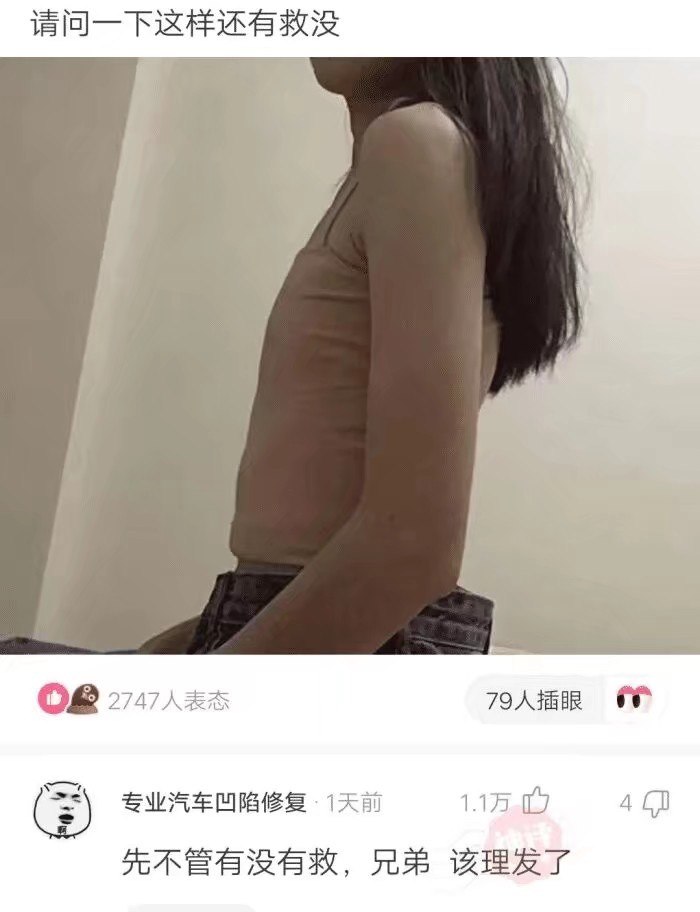 请问一下这样还有救没
2747人表态
79人插眼
啊
专业汽车凹陷修复 · 1天前
1.1万
4
先不管有没有救，兄弟 该理发了